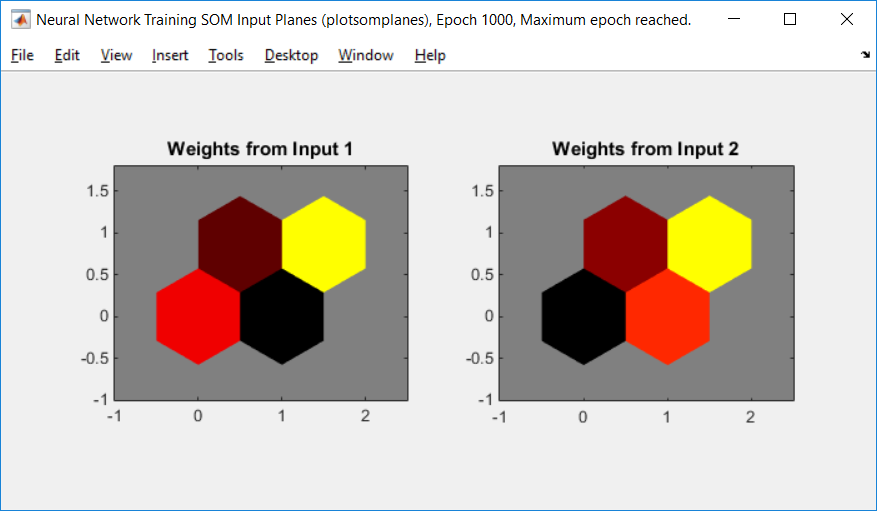 Neural Network Training SOM Input Planes (plotsomplanes), Epoch 1000, Maximum epoch reached.
File Edit View Insert Tools Desktop Window Help
Weights from Input 1
1.5
1
0.5
0
-0.5
-1
-1 0 1 2
Weights from Input 2
1.5
1
0.5
0
-0.5
-1
-1 0 1 2